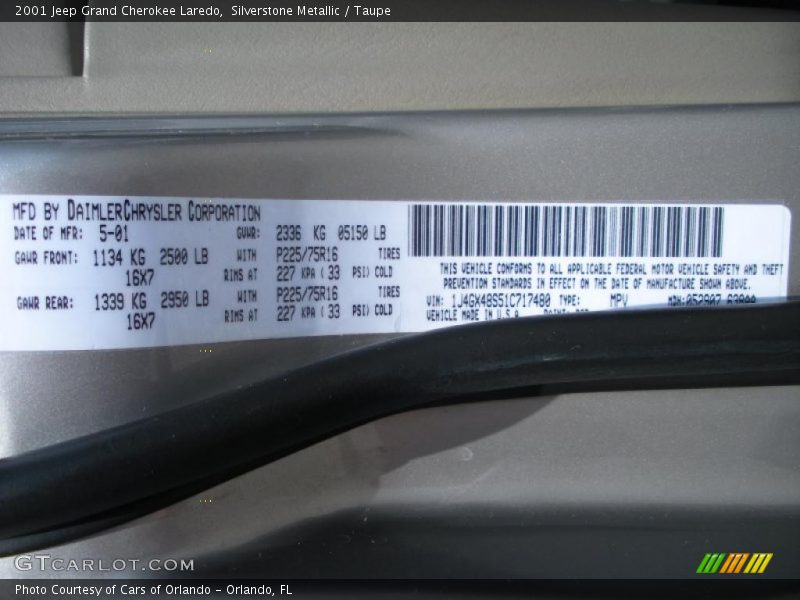 2001 Jeep Grand Cherokee Laredo, Silverstone Metallic / Taupe
MFD BY DAIMLERCHRYSLER CORPORATION
DATE OF MFR: 5-01 GVWR: 2336 KG 05150 LB
GAWR FRONT: 1134 KG 2500 LB WITH P225/75R16 TIRES
16X7 RIMS AT 227 KPA ( 33 PSI) COLD
GAWR REAR: 1339 KG 2950 LB WITH P225/75R16 TIRES
16X7 RIMS AT 227 KPA ( 33 PSI) COLD
THIS VEHICLE CONFORMS TO ALL APPLICABLE FEDERAL MOTOR VEHICLE SAFETY AND THEFT
PREVENTION STANDARDS IN EFFECT ON THE DATE OF MANUFACTURE SHOWN ABOVE.
VIN: 1J4GX48S51C717480 TYPE: MPV MDH:
VEHICLE MADE IN U.S.A.
GTCARLOT.COM
Photo Courtesy of Cars of Orlando - Orlando, FL